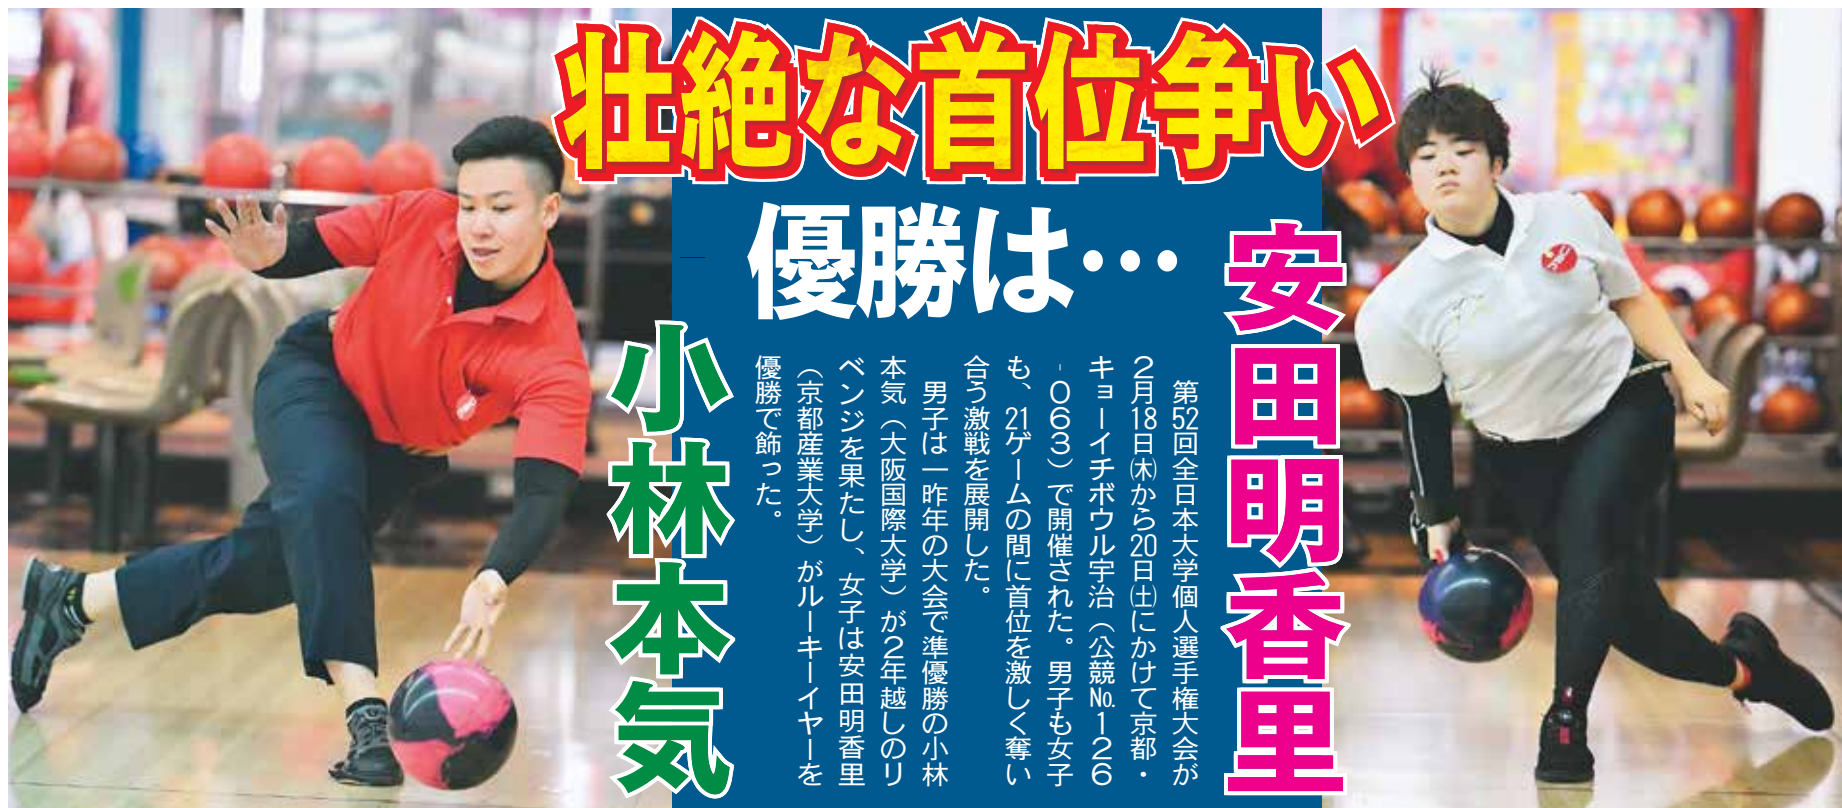 壮絶な首位争い
優勝は…
安田明香里
小林本気
第52回全日本大学個人選手権大会が
2月18日㈭から20日㈯にかけて京都・
キョーイチボウル宇治（公競№126
-063）で開催された。男子も女子
も、21ゲームの間に首位を激しく奪い
合う激戦を展開した。
男子は一昨年の大会で準優勝の小林
本気（大阪国際大学）が2年越しのリ
ベンジを果たし、女子は安田明香里
（京都産業大学）がルーキーイヤーを
優勝で飾った。